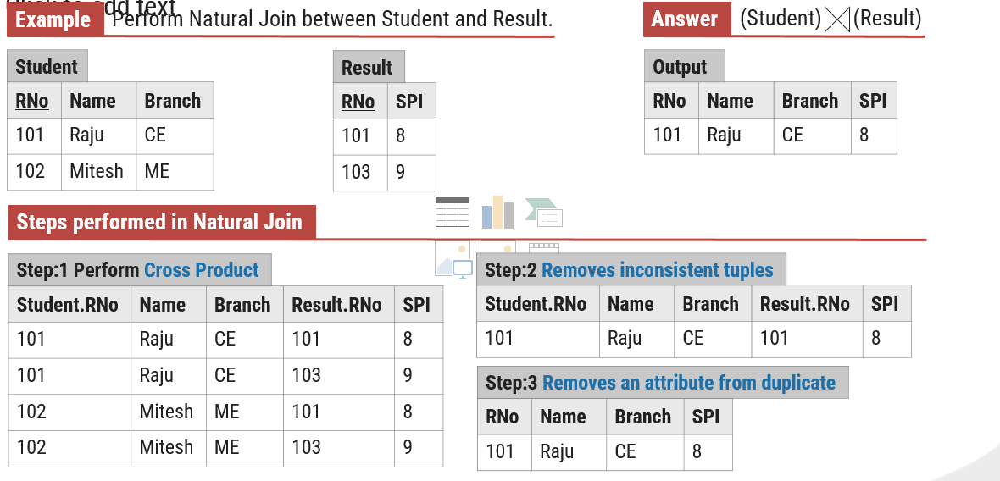 Click to add text
Example Perform Natural Join between Student and Result.
Answer (Student) (Result)
Student
RNo Name Branch
101 Raju CE
102 Mitesh ME
Result
RNo SPI
101 8
103 9
Output
RNo Name Branch SPI
101 Raju CE 8
Steps performed in Natural Join
Step:1 Perform Cross Product
Student.RNo Name Branch Result.RNo SPI
101 Raju CE 101 8
101 Raju CE 103 9
102 Mitesh ME 101 8
102 Mitesh ME 103 9
Step:2 Removes inconsistent tuples
Student.RNo Name Branch Result.RNo SPI
101 Raju CE 101 8
Step:3 Removes an attribute from duplicate
RNo Name Branch SPI
101 Raju CE 8